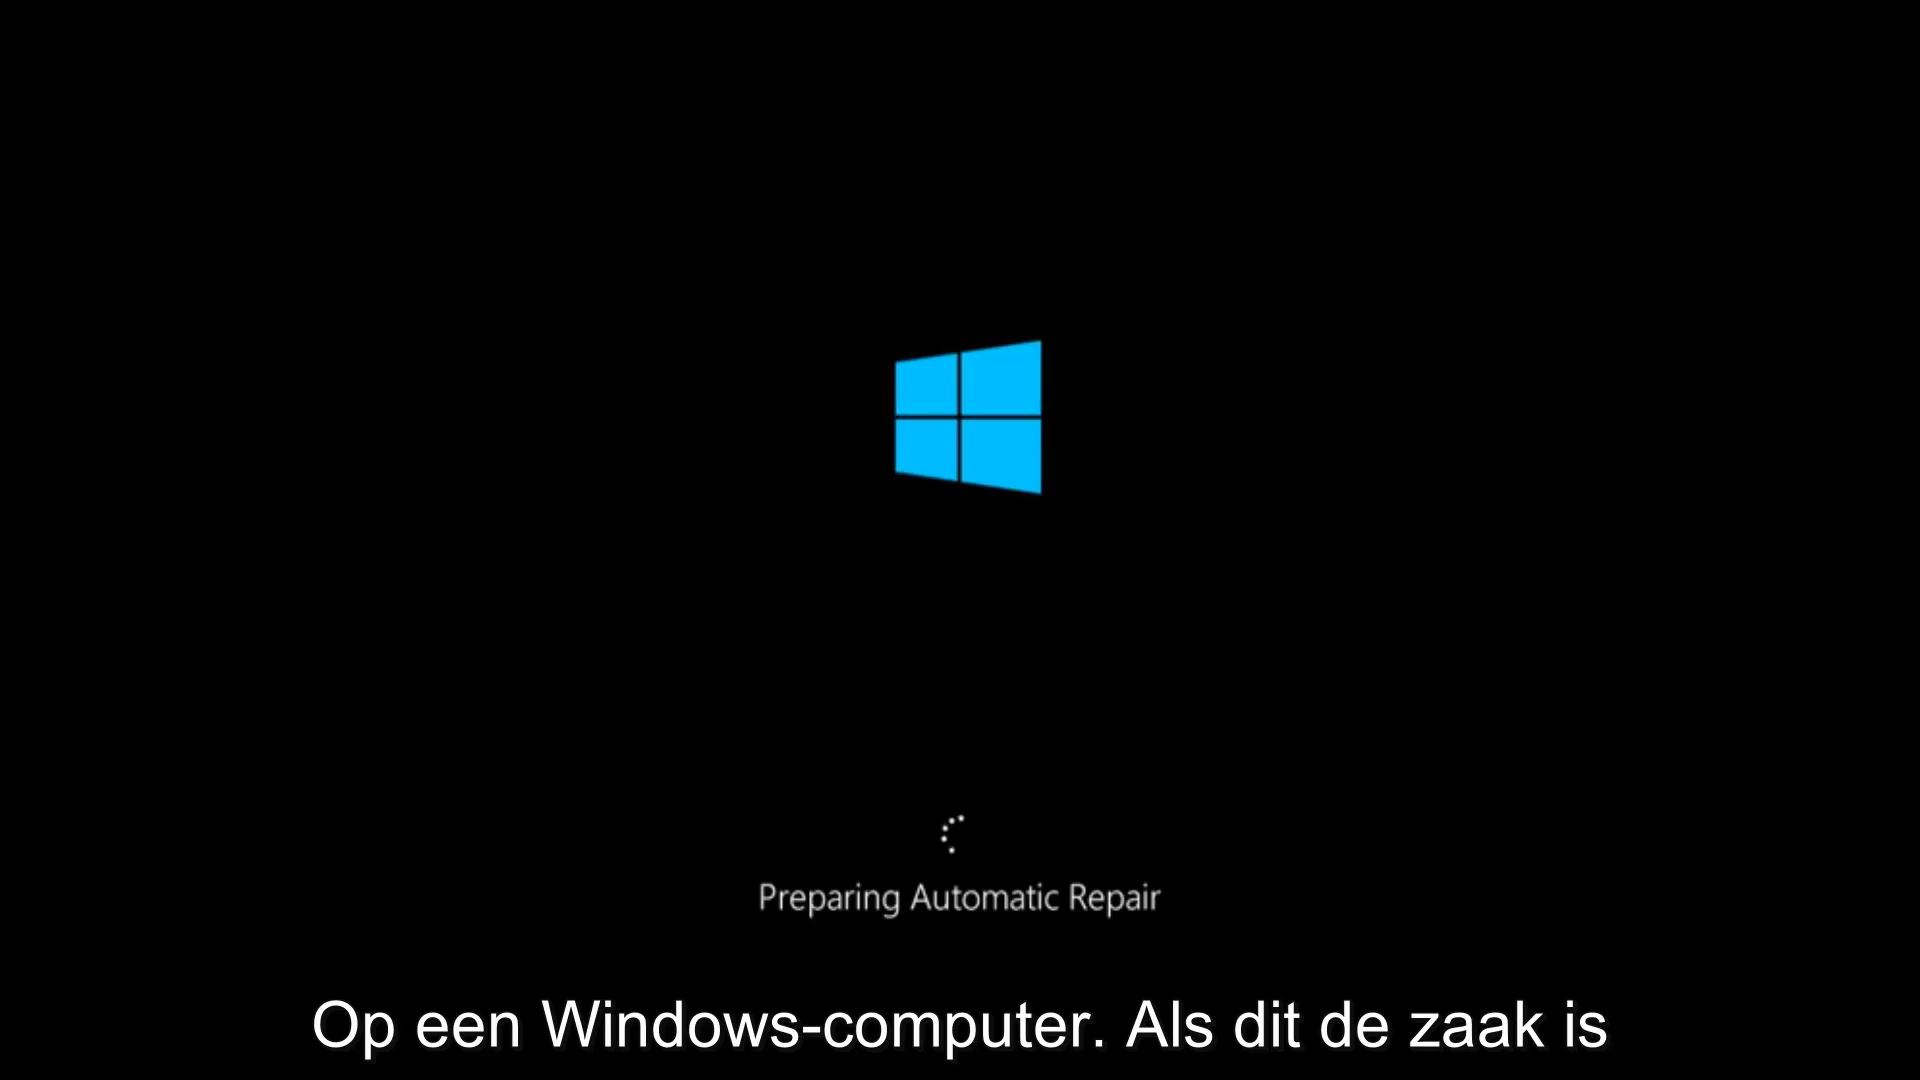 Preparing Automatic Repair
Op een Windows-computer. Als dit de zaak is